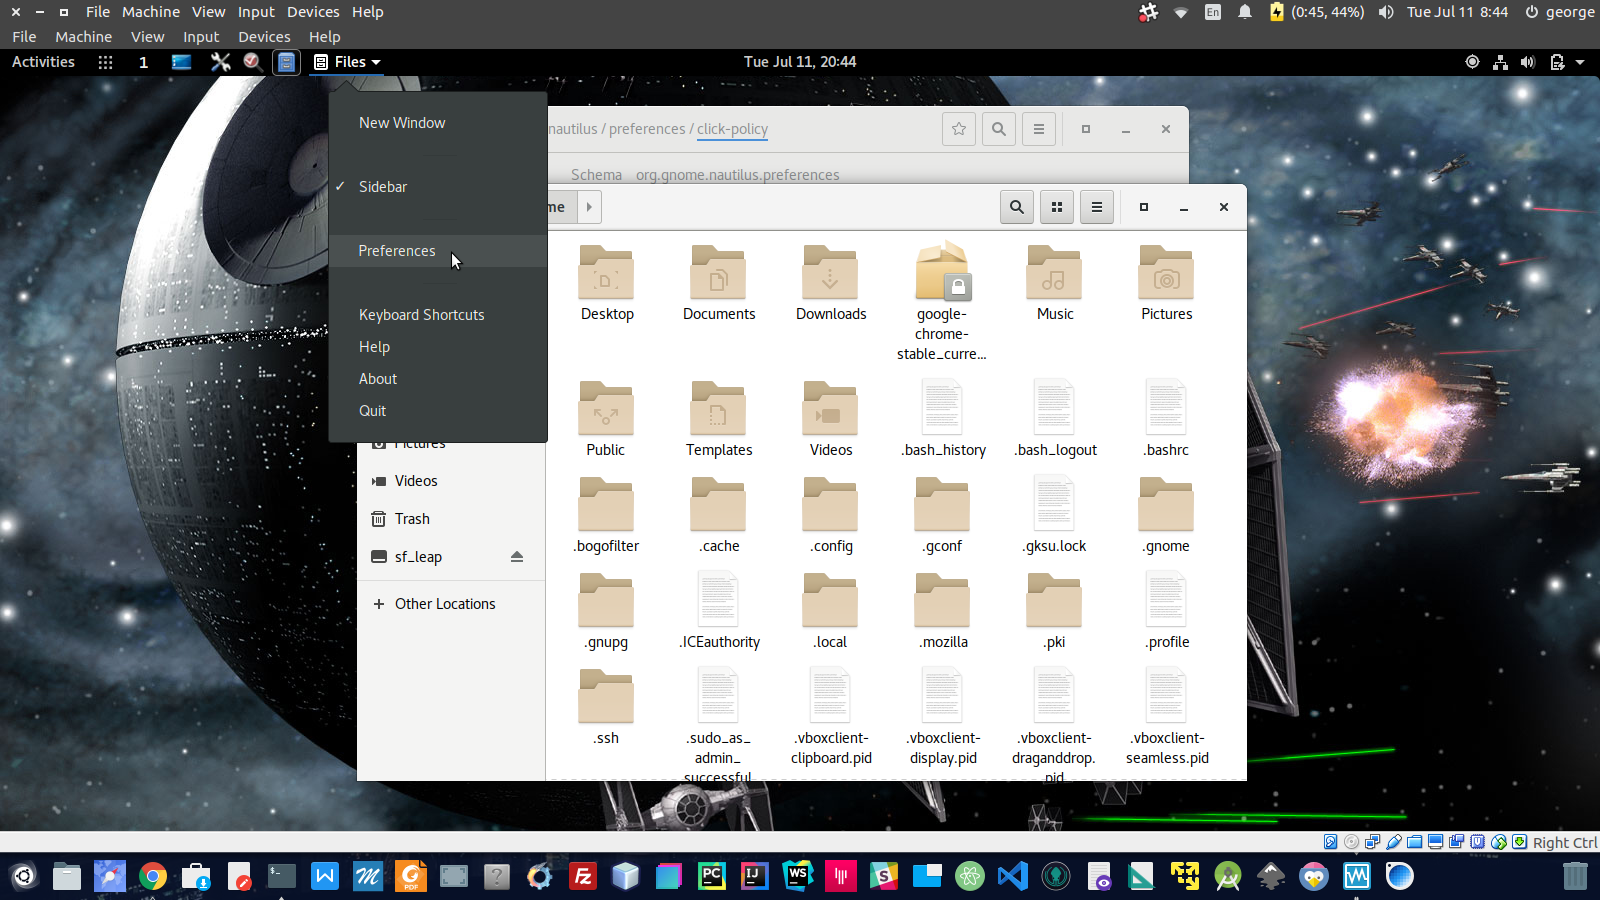 File Machine View Input Devices Help
En (0:45, 44%) Tue Jul 11 8:44 george
File Machine View Input Devices Help
Activities 1 Files Tue Jul 11, 20:44
New Window
Sidebar
Preferences
Keyboard Shortcuts
Help
About
Quit
nautilus / preferences / click-policy
Schema org.gnome.nautilus.preferences
me
Pictures
Videos
Trash
sf_leap
Other Locations
Desktop Documents Downloads google-chrome-stable_curre... Music Pictures
Public Templates Videos .bash_history .bash_logout .bashrc
.bogofilter .cache .config .gconf .gksu.lock .gnome
.gnupg .ICEauthority .local .mozilla .pki .profile
.ssh .sudo_as_admin_successful .vboxclient-clipboard.pid .vboxclient-display.pid .vboxclient-draganddrop.pid .vboxclient-seamless.pid
Right Ctrl
PDF
W
Fz
PC
IJ
WS
S